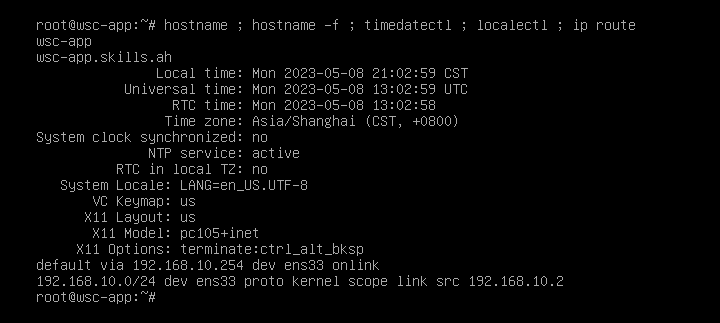 root@wsc-app:~# hostname ; hostname -f ; timedatectl ; localectl ; ip route
wsc-app
wsc-app.skills.ah
Local time: Mon 2023-05-08 21:02:59 CST
Universal time: Mon 2023-05-08 13:02:59 UTC
RTC time: Mon 2023-05-08 13:02:58
Time zone: Asia/Shanghai (CST, +0800)
System clock synchronized: no
NTP service: active
RTC in local TZ: no
System Locale: LANG=en_US.UTF-8
VC Keymap: us
X11 Layout: us
X11 Model: pc105+inet
X11 Options: terminate:ctrl_alt_bksp
default via 192.168.10.254 dev ens33 onlink
192.168.10.0/24 dev ens33 proto kernel scope link src 192.168.10.2
root@wsc-app:~#